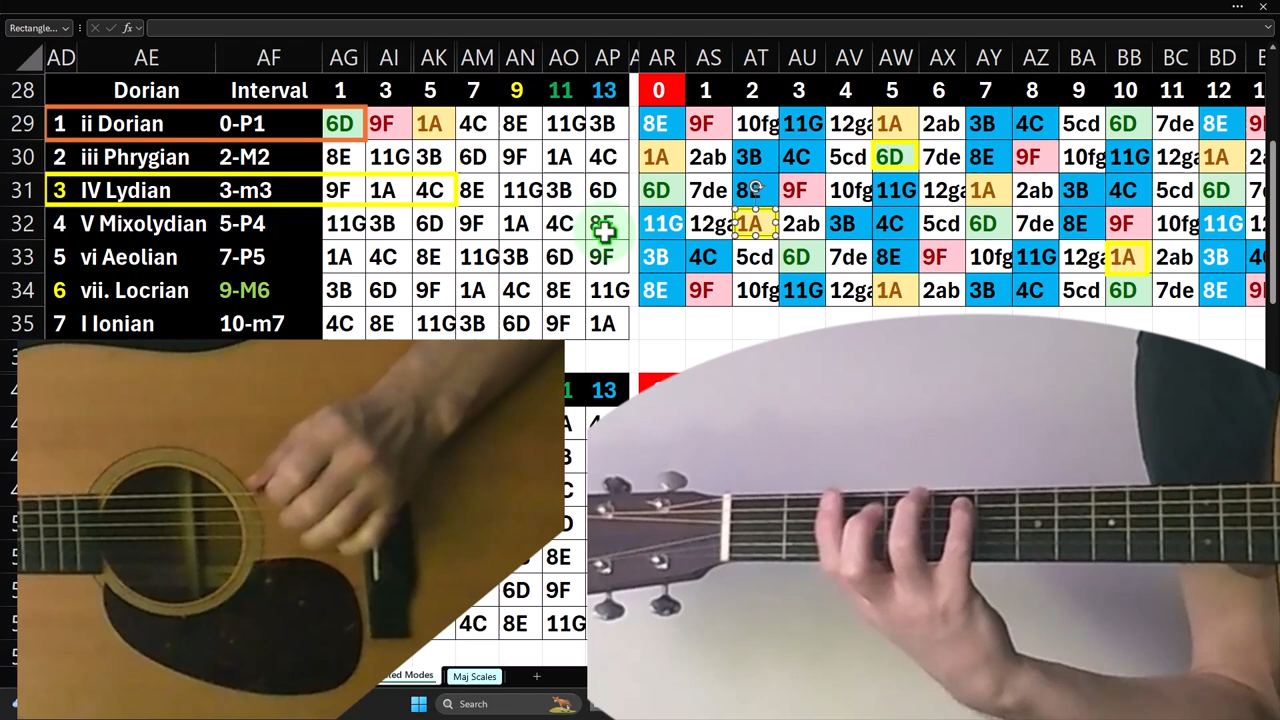 Rectangle...
fx
AD AE AF AG AI AK AM AN AO AP AR AS AT AU AV AW AX AY AZ BA BB BC BD
28 Dorian Interval 1 3 5 7 9 11 13 0 1 2 3 4 5 6 7 8 9 10 11 12
29 1 ii Dorian 0-P1 6D 9F 1A 4C 8E 11G 3B 8E 9F 10fg 11G 12ga 1A 2ab 3B 4C 5cd 6D 7de 8E
30 2 iii Phrygian 2-M2 8E 11G 3B 6D 9F 1A 4C 1A 2ab 3B 4C 5cd 6D 7de 8E 9F 10fg 11G 12ga 1A
31 3 IV Lydian 3-m3 9F 1A 4C 8E 11G 3B 6D 6D 7de 9F 10fg 11G 12ga 1A 2ab 3B 4C 5cd 6D
32 4 V Mixolydian 5-P4 11G 3B 6D 9F 1A 4C 8E 11G 12ga 1A 2ab 3B 4C 5cd 6D 7de 8E 9F 10fg 11G
33 5 vi Aeolian 7-P5 1A 4C 8E 11G 3B 6D 9F 3B 4C 5cd 6D 7de 8E 9F 10fg 11G 12ga 1A 2ab 3B
34 6 vii. Locrian 9-M6 3B 6D 9F 1A 4C 8E 11G 8E 9F 10fg 11G 12ga 1A 2ab 3B 4C 5cd 6D 7de 8E
35 7 I Ionian 10-m7 4C 8E 11G 3B 6D 9F 1A
13
8E
6D 9F
4C 8E 11G
Modes Maj Scales +
Search